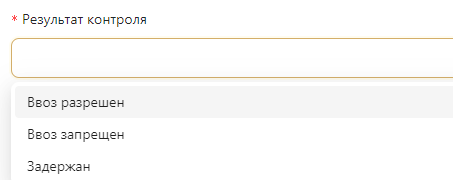 * Результат контроля
Ввоз разрешен
Ввоз запрещен
Задержан